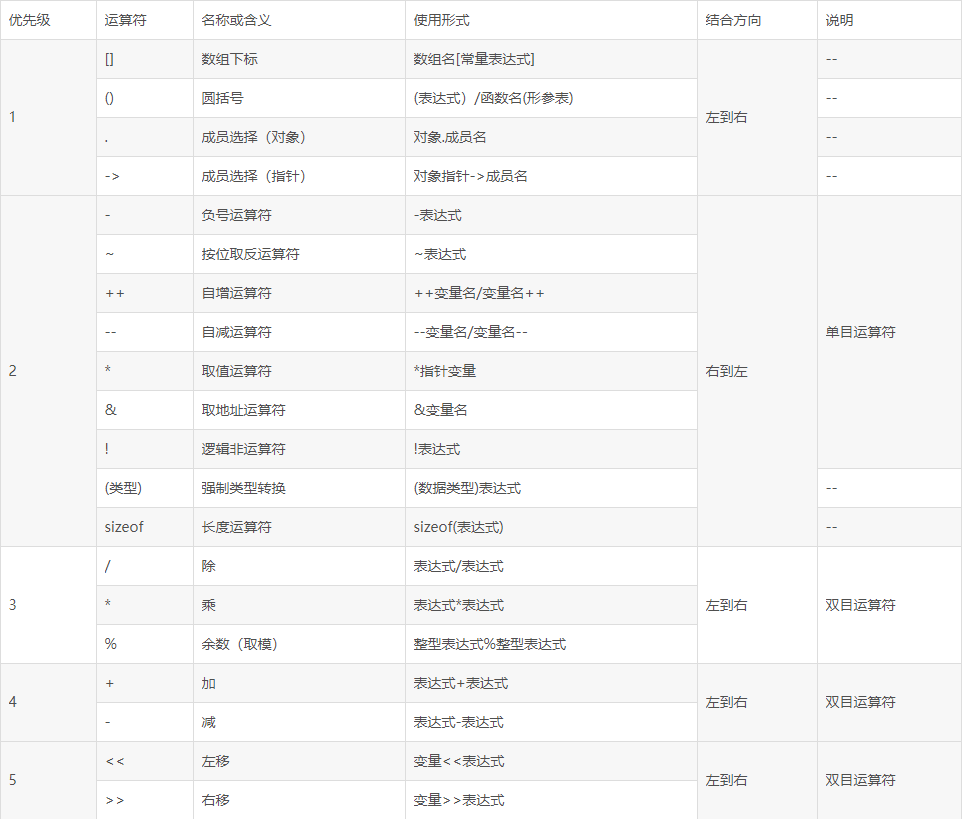 优先级 运算符 名称或含义 使用形式 结合方向 说明
[] 数组下标 数组名[常量表达式] --
() 圆括号 (表达式）/函数名(形参表) --
1 左到右
. 成员选择（对象） 对象.成员名 --
-> 成员选择（指针） 对象指针->成员名 --
- 负号运算符 -表达式
~ 按位取反运算符 ~表达式
++ 自增运算符 ++变量名/变量名++
-- 自减运算符 --变量名/变量名-- 单目运算符
2 * 取值运算符 *指针变量 右到左
& 取地址运算符 &变量名
! 逻辑非运算符 !表达式
(类型) 强制类型转换 (数据类型)表达式 --
sizeof 长度运算符 sizeof(表达式) --
/ 除 表达式/表达式
3 * 乘 表达式*表达式 左到右 双目运算符
% 余数（取模） 整型表达式%整型表达式
+ 加 表达式+表达式
4 左到右 双目运算符
- 减 表达式-表达式
<< 左移 变量<<表达式
5 左到右 双目运算符
>> 右移 变量>>表达式